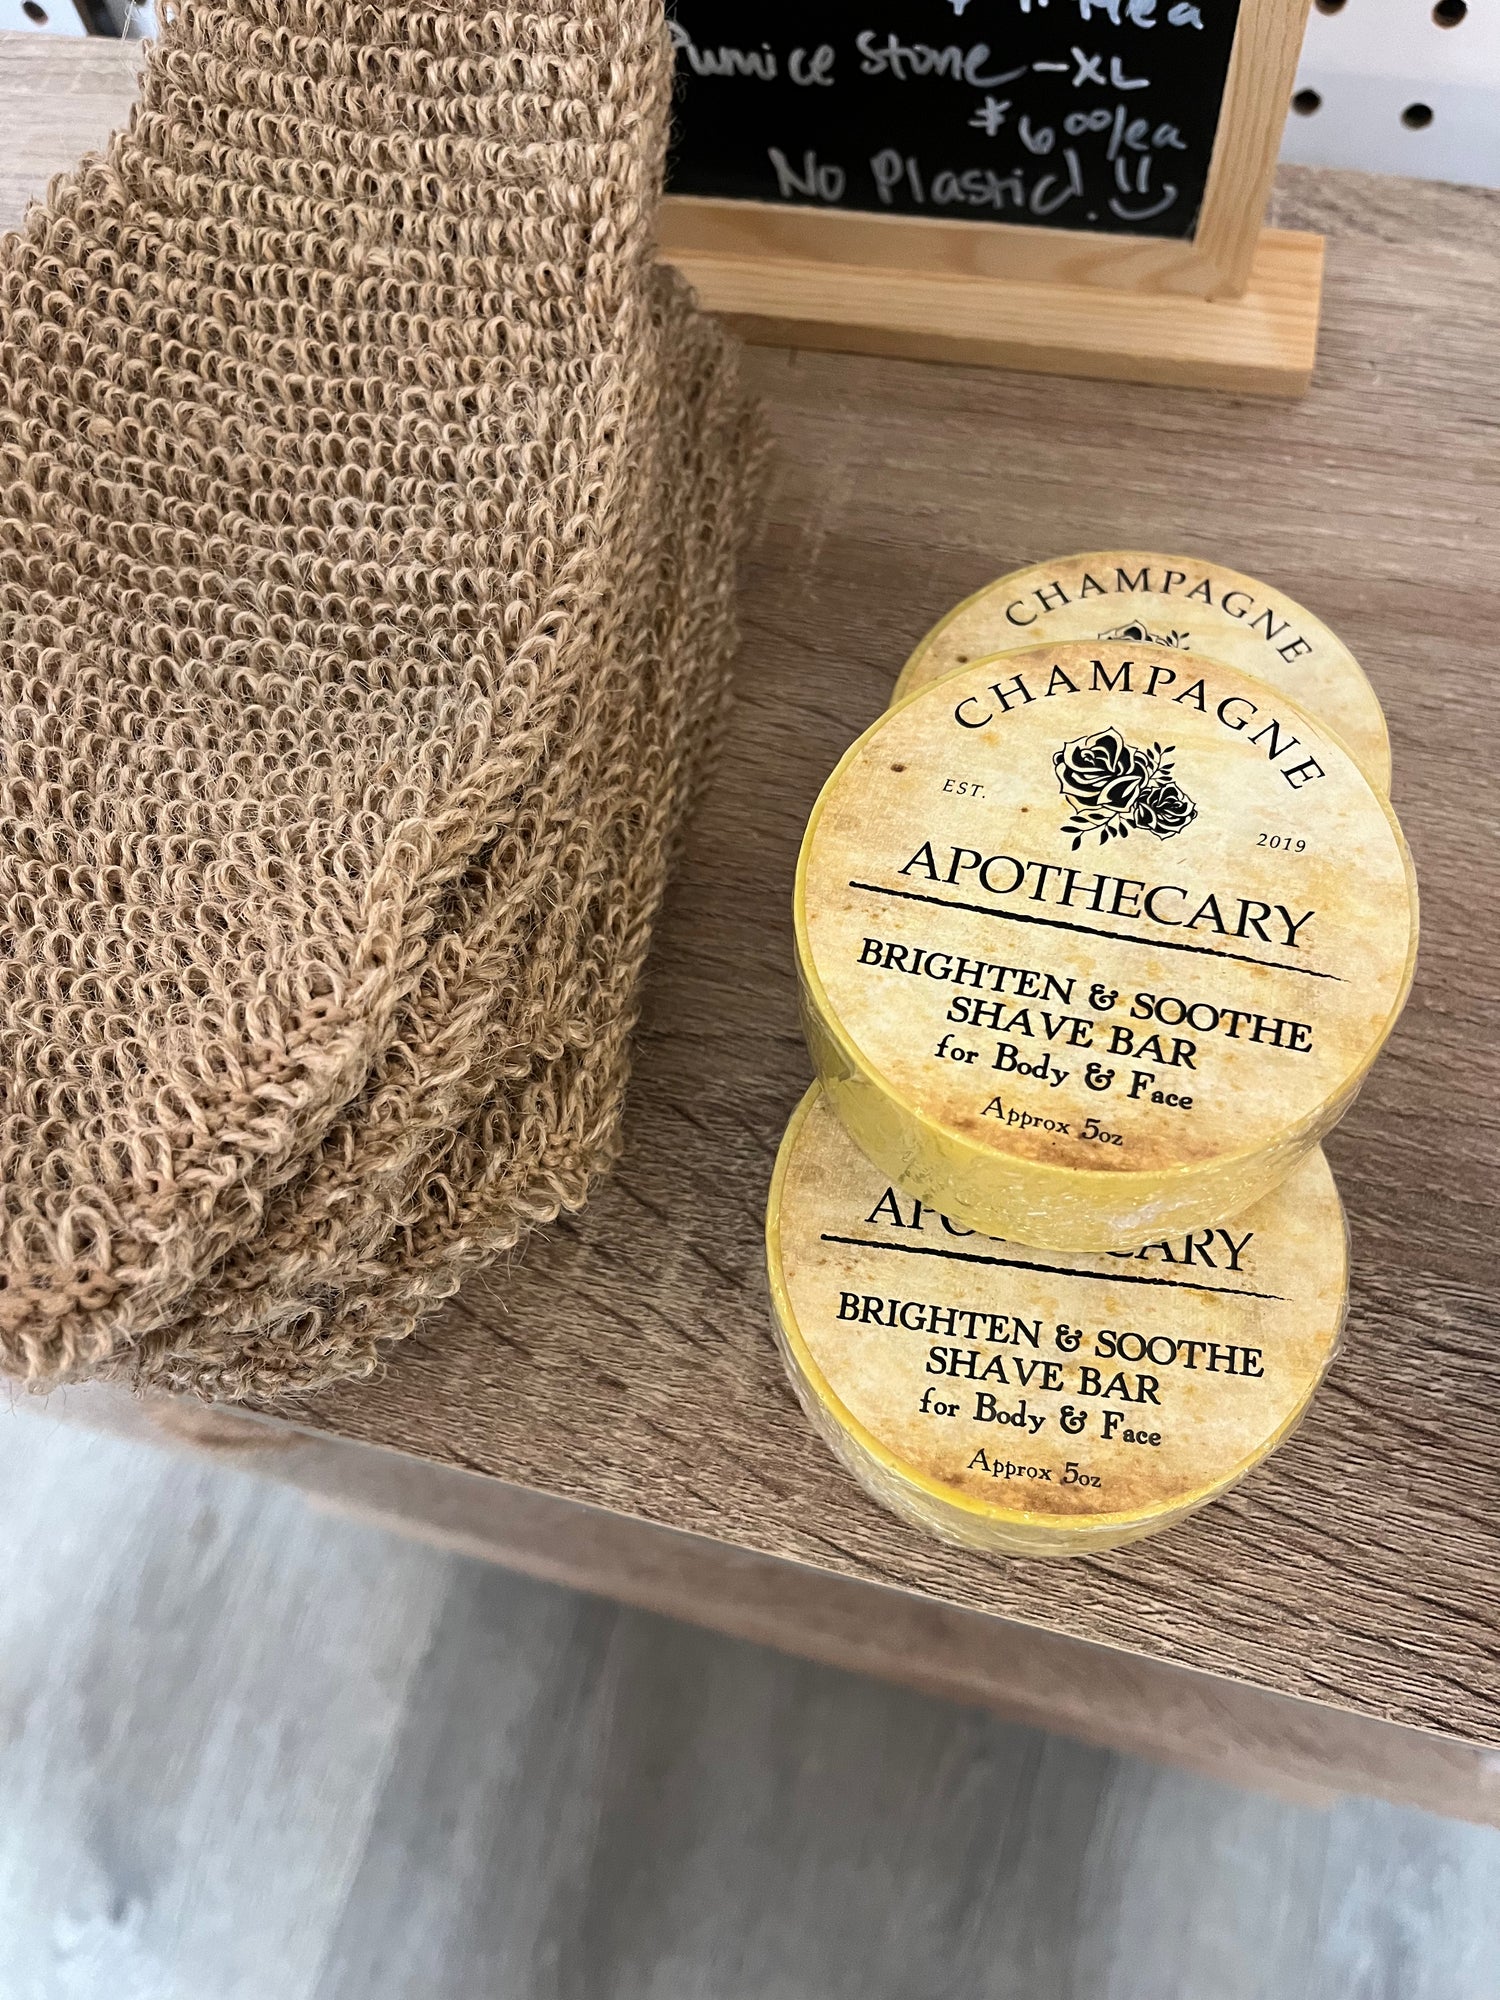 Pumice Stone - XL
$6.00/ea
No Plastic!
CHAMPAGNE
CHAMPAGNE
EST. 2019
APOTHECARY
BRIGHTEN & SOOTHE
SHAVE BAR
for Body & Face
Approx 5oz
BRIGHTEN & SOOTHE
SHAVE BAR
for Body & Face
Approx 5oz